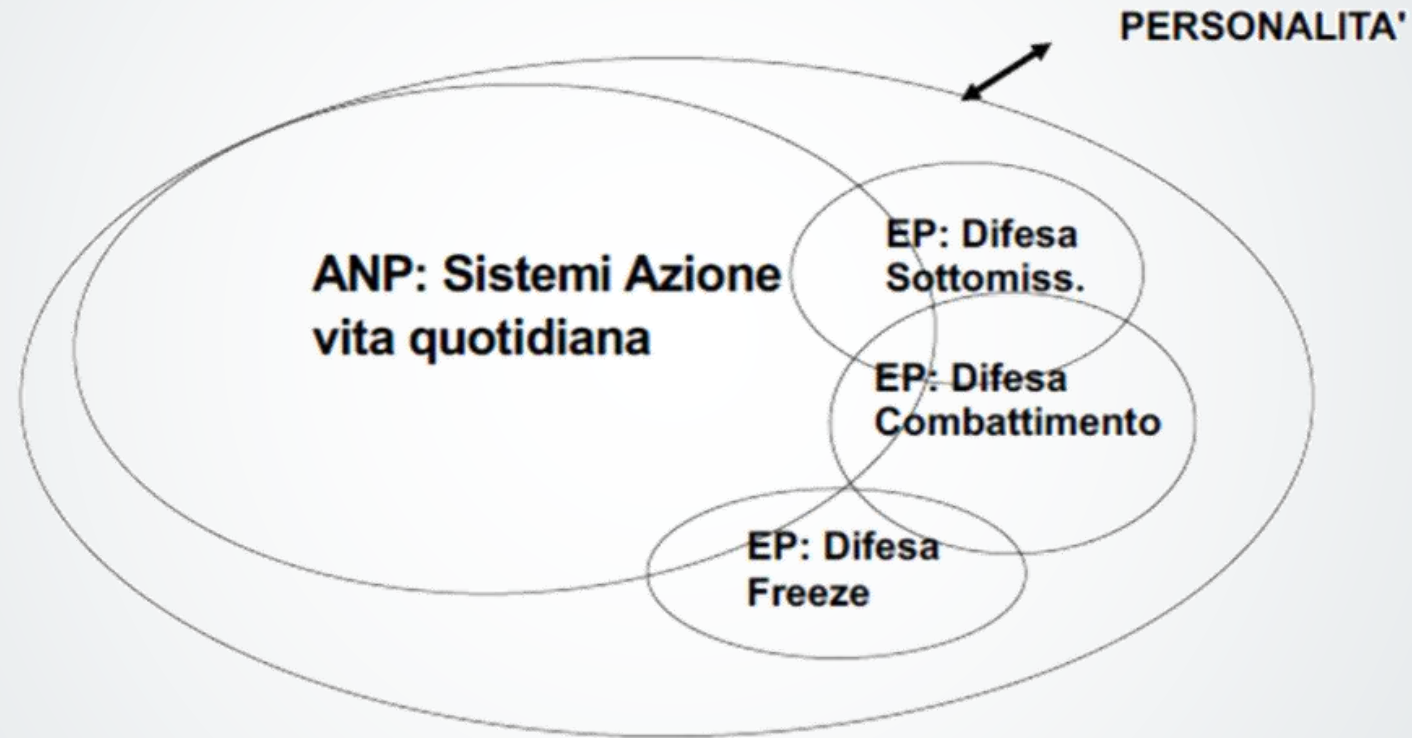 PERSONALITA'
EP: Difesa
Sottomiss.
ANP: Sistemi Azione
vita quotidiana
EP: Difesa
Combattimento
EP: Difesa
Freeze